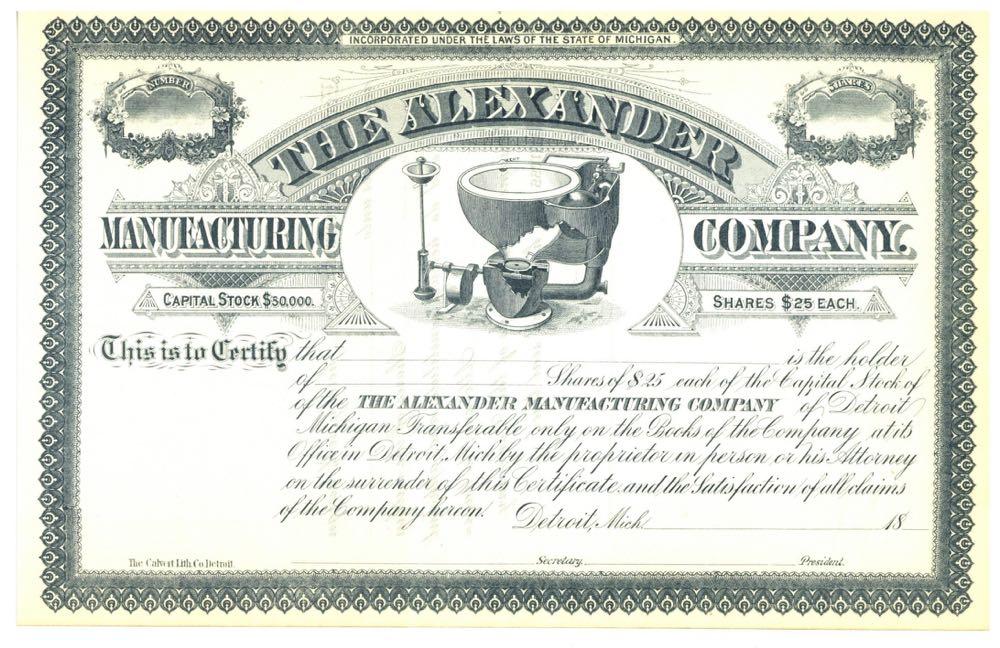 INCORPORATED UNDER THE LAWS OF THE STATE OF MICHIGAN.
NUMBER
SHARES
THE ALEXANDER
MANUFACTURING COMPANY.
CAPITAL STOCK $50,000.
SHARES $25 EACH.
This is to Certify that is the holder
of Shares of $25 each of the Capital Stock of
of the THE ALEXANDER MANUFACTURING COMPANY of Detroit
Michigan Transferable only on the Books of the Company at its
Office in Detroit, Mich by the proprietor in person, or his Attorney
on the surrender of this Certificate and the Satisfaction of all claims
of the Company hereon. Detroit, Mich. 18
The Calvert Lith. Co. Detroit.
Secretary.
President.